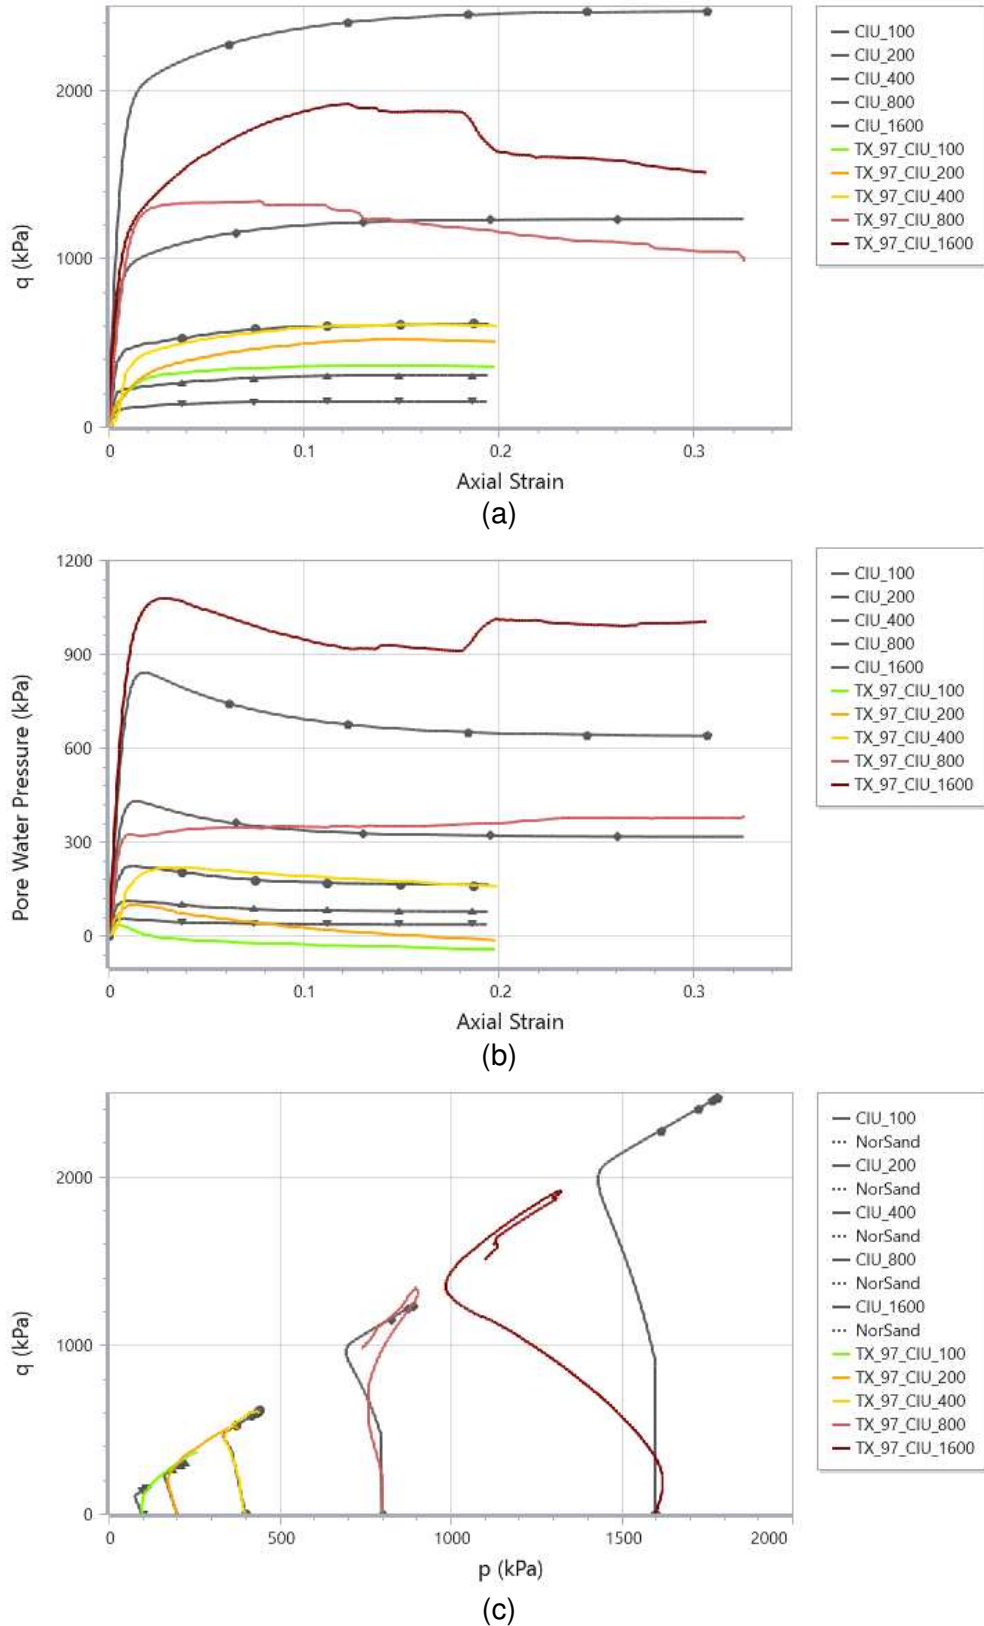 q (kPa)
2000
1000
0
0
0.1
0.2
0.3
Axial Strain
CIU_100
CIU_200
CIU_400
CIU_800
CIU_1600
TX_97_CIU_100
TX_97_CIU_200
TX_97_CIU_400
TX_97_CIU_800
TX_97_CIU_1600
(a)
Pore Water Pressure (kPa)
1200
900
600
300
0
0
0.1
0.2
0.3
Axial Strain
CIU_100
CIU_200
CIU_400
CIU_800
CIU_1600
TX_97_CIU_100
TX_97_CIU_200
TX_97_CIU_400
TX_97_CIU_800
TX_97_CIU_1600
(b)
q (kPa)
2000
1000
0
0
500
1000
1500
2000
p (kPa)
CIU_100
NorSand
CIU_200
NorSand
CIU_400
NorSand
CIU_800
NorSand
CIU_1600
NorSand
TX_97_CIU_100
TX_97_CIU_200
TX_97_CIU_400
TX_97_CIU_800
TX_97_CIU_1600
(c)